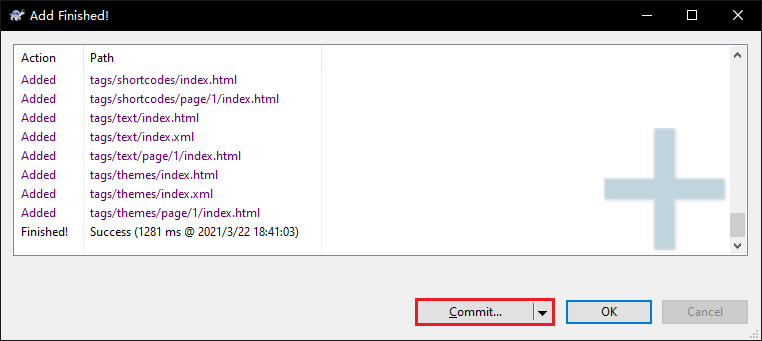 Add Finished!
Action Path
Added tags/shortcodes/index.html
Added tags/shortcodes/page/1/index.html
Added tags/text/index.html
Added tags/text/index.xml
Added tags/text/page/1/index.html
Added tags/themes/index.html
Added tags/themes/index.xml
Added tags/themes/page/1/index.html
Finished! Success (1281 ms @ 2021/3/22 18:41:03)
Commit... OK Cancel